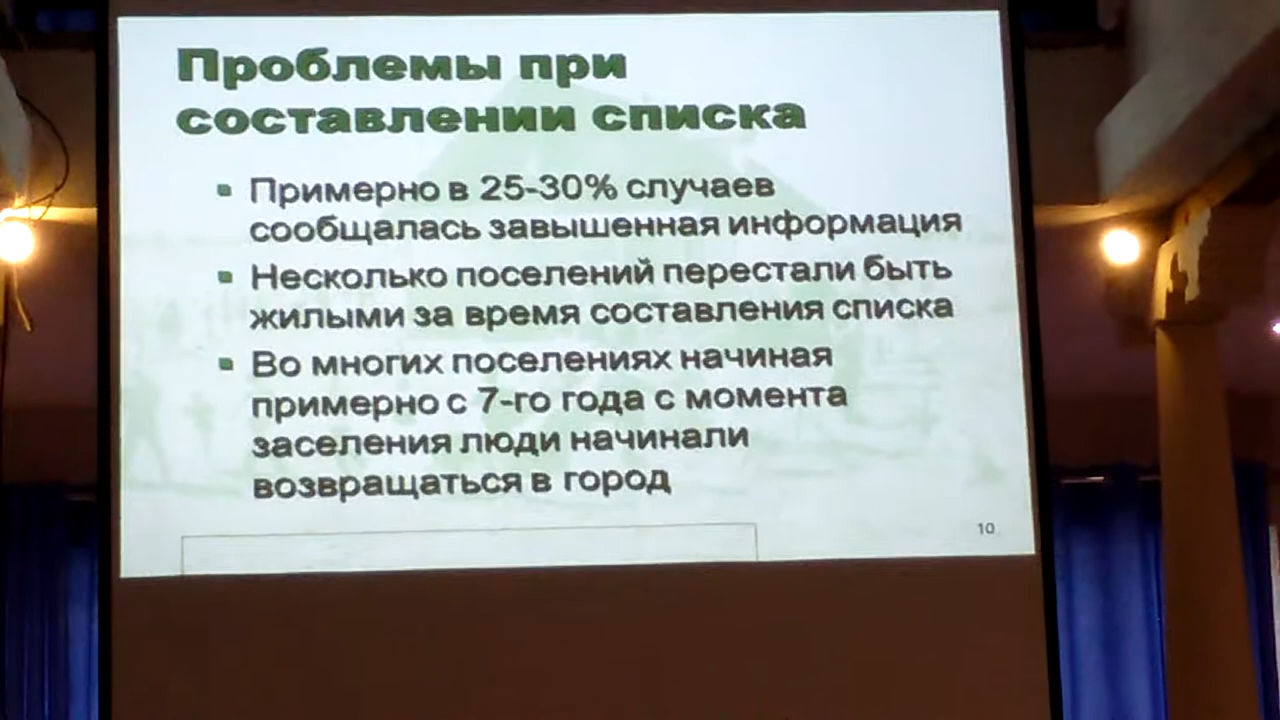 Проблемы при
составлении списка
Примерно в 25-30% случаев
сообщалась завышенная информация
Несколько поселений перестали быть
жилыми за время составления списка
Во многих поселениях начиная
примерно с 7-го года с момента
заселения люди начинали
возвращаться в город
10